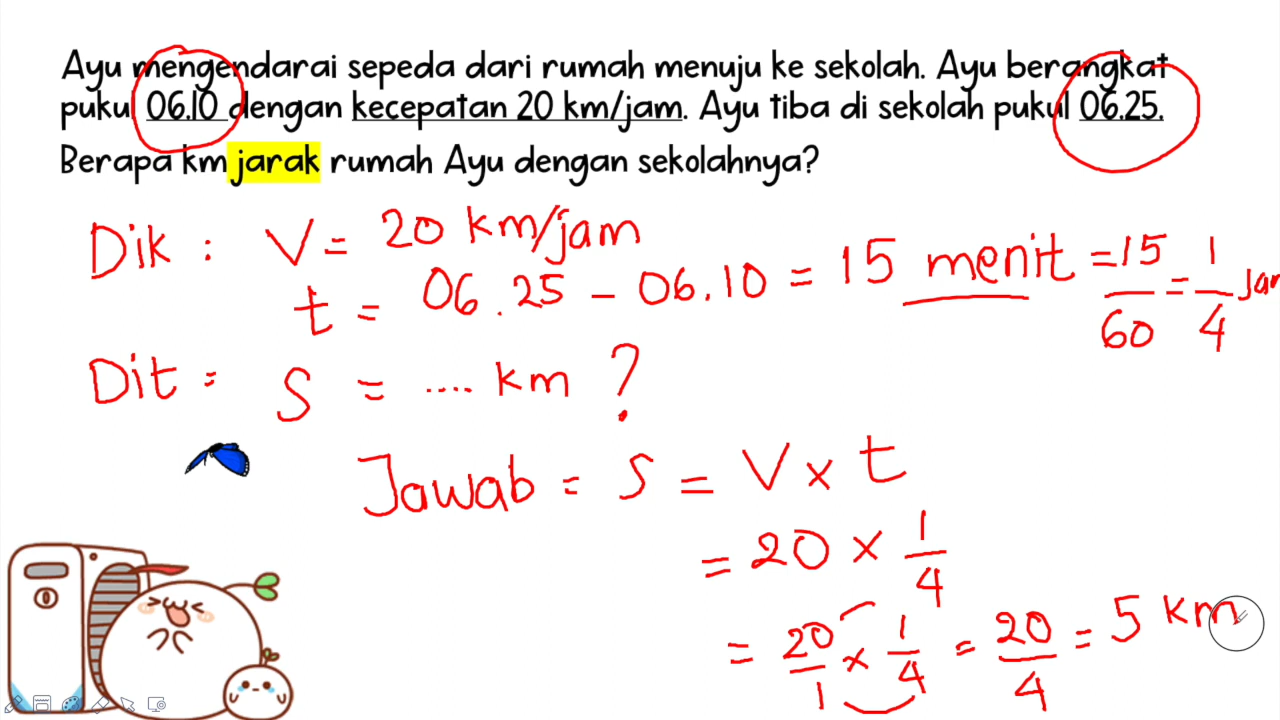 Ayu mengendarai sepeda dari rumah menuju ke sekolah. Ayu berangkat
pukul 06.10 dengan kecepatan 20 km/jam. Ayu tiba di sekolah pukul 06.25.
Berapa km jarak rumah Ayu dengan sekolahnya?
Dik : V = 20 km/jam
t = 06.25 - 06.10 = 15 menit = 15/60 = 1/4 Jam
Dit = S = .... km ?
Jawab = S = V x t
= 20 x 1/4
= 20/1 x 1/4 = 20/4 = 5 km